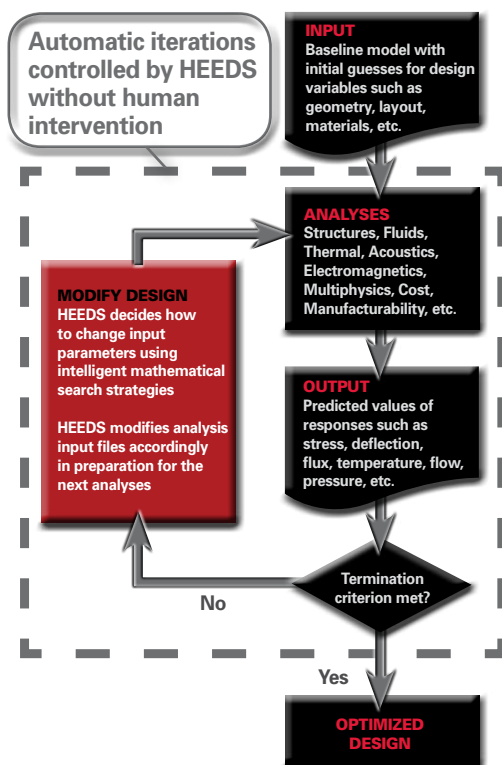 Automatic iterations
controlled by HEEDS
without human
intervention
INPUT
Baseline model with
initial guesses for design
variables such as
geometry, layout,
materials, etc.
ANALYSES
Structures, Fluids,
Thermal, Acoustics,
Electromagnetics,
Multiphysics, Cost,
Manufacturability, etc.
MODIFY DESIGN
HEEDS decides how
to change input
parameters using
intelligent mathematical
search strategies
HEEDS modifies analysis
input files accordingly
in preparation for the
next analyses
OUTPUT
Predicted values of
responses such as
stress, deflection,
flux, temperature, flow,
pressure, etc.
Termination
criterion met?
No
Yes
OPTIMIZED
DESIGN